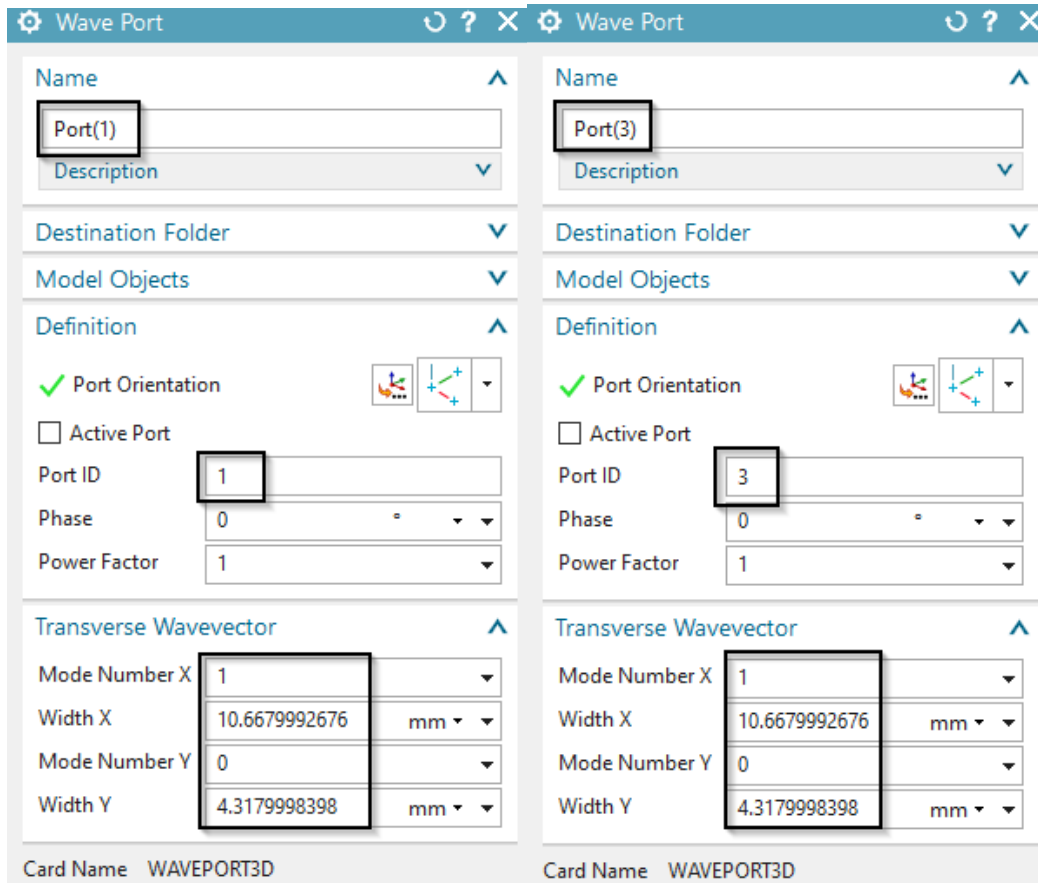 Wave Port
Name
Port(1)
Description
Destination Folder
Model Objects
Definition
Port Orientation
Active Port
Port ID 1
Phase 0 °
Power Factor 1
Transverse Wavevector
Mode Number X 1
Width X 10.6679992676 mm
Mode Number Y 0
Width Y 4.3179998398 mm
Card Name WAVEPORT3D
Wave Port
Name
Port(3)
Description
Destination Folder
Model Objects
Definition
Port Orientation
Active Port
Port ID 3
Phase 0 °
Power Factor 1
Transverse Wavevector
Mode Number X 1
Width X 10.6679992676 mm
Mode Number Y 0
Width Y 4.3179998398 mm
Card Name WAVEPORT3D